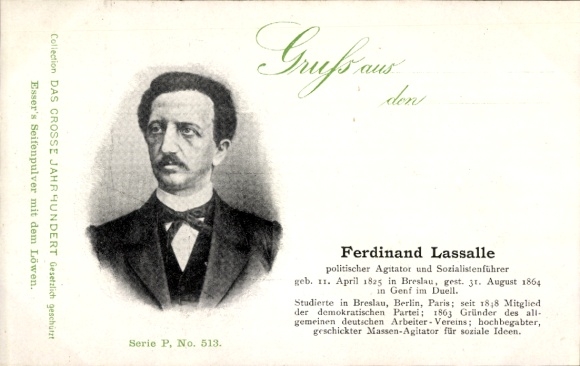 Collection DAS GROSSE JAHRHUNDERT Gesetzlich geschützt
Esser's Seifenpulver mit dem Löwen.
Gruss aus
den
Ferdinand Lassalle
politischer Agitator und Sozialistenführer
geb. 11. April 1825 in Breslau, gest. 31. August 1864
in Genf im Duell.
Studierte in Breslau, Berlin, Paris; seit 1848 Mitglied
der demokratischen Partei; 1863 Gründer des all-
gemeinen deutschen Arbeiter-Vereins; hochbegabter,
geschickter Massen-Agitator für soziale Ideen.
Serie P, No. 513.